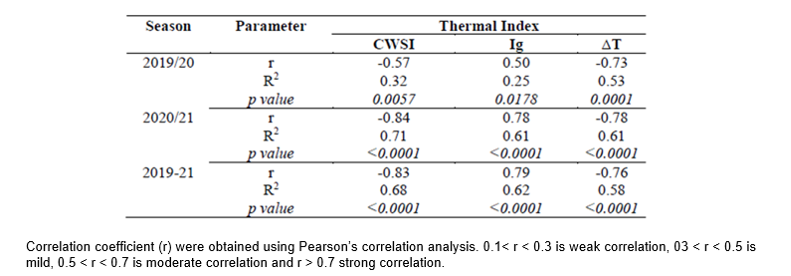 Season Parameter Thermal Index
CWSI Ig ΔT
2019/20 r -0.57 0.50 -0.73
R² 0.32 0.25 0.53
p value 0.0057 0.0178 0.0001
2020/21 r -0.84 0.78 -0.78
R² 0.71 0.61 0.61
p value <0.0001 <0.0001 <0.0001
2019-21 r -0.83 0.79 -0.76
R² 0.68 0.62 0.58
p value <0.0001 <0.0001 <0.0001
Correlation coefficient (r) were obtained using Pearson's correlation analysis. 0.1< r < 0.3 is weak correlation, 03 < r < 0.5 is
mild, 0.5 < r < 0.7 is moderate correlation and r > 0.7 strong correlation.